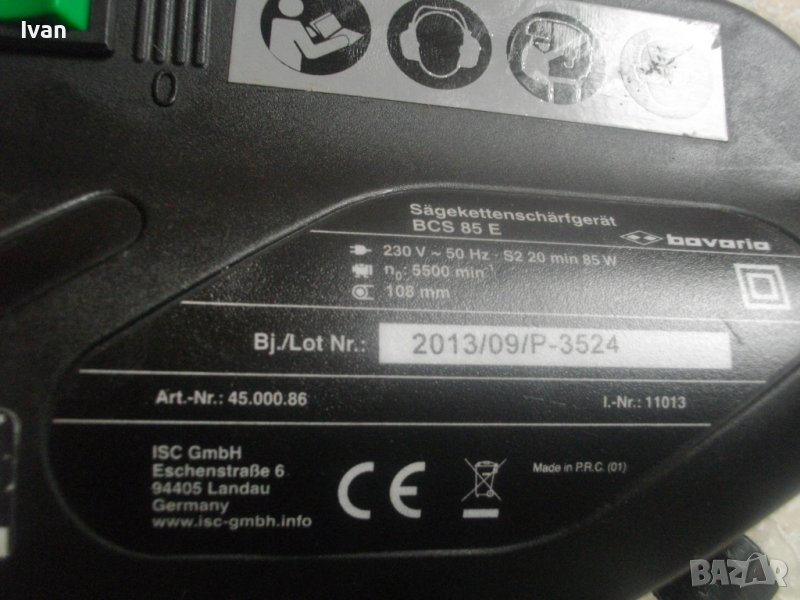 Ivan
0
Sägekettenschärfgerät
BCS 85 E
bavaria
230 V ~ 50 Hz · S2 20 min 85 W
n₀: 5500 min⁻¹
108 mm
Bj./Lot Nr.: 2013/09/P-3524
Art.-Nr.: 45.000.86 I.-Nr.: 11013
ISC GmbH
Eschenstraße 6
94405 Landau
Germany
www.isc-gmbh.info
CE
Made in P.R.C. (01)
BAZAR